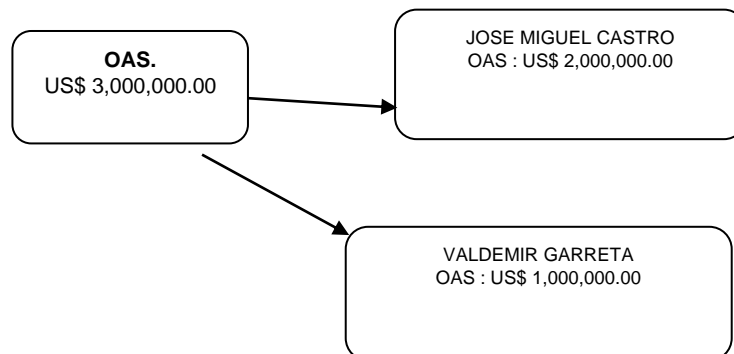 OAS.
US$ 3,000,000.00
JOSE MIGUEL CASTRO
OAS : US$ 2,000,000.00
VALDEMIR GARRETA
OAS : US$ 1,000,000.00